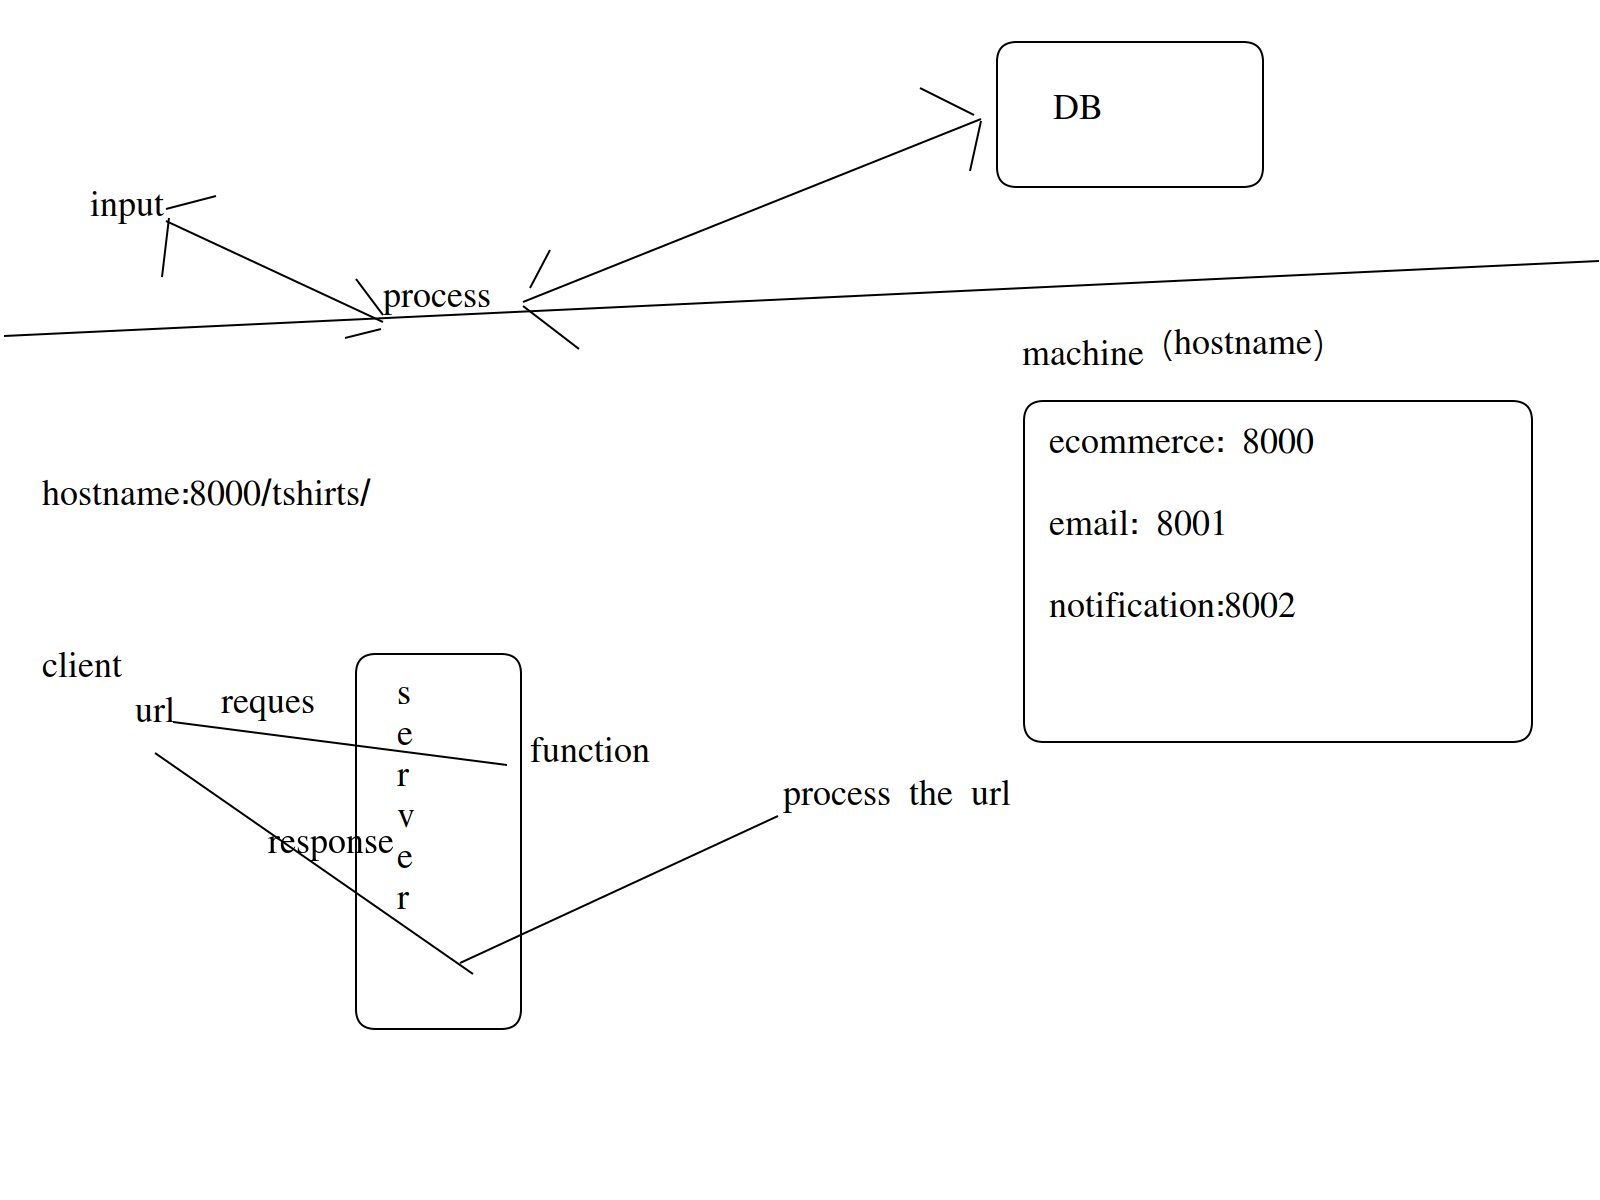 DB
input
process
machine (hostname)
ecommerce: 8000
hostname:8000/tshirts/
email: 8001
notification:8002
client
url reques
s
e
r
v
e
r
function
process the url
response